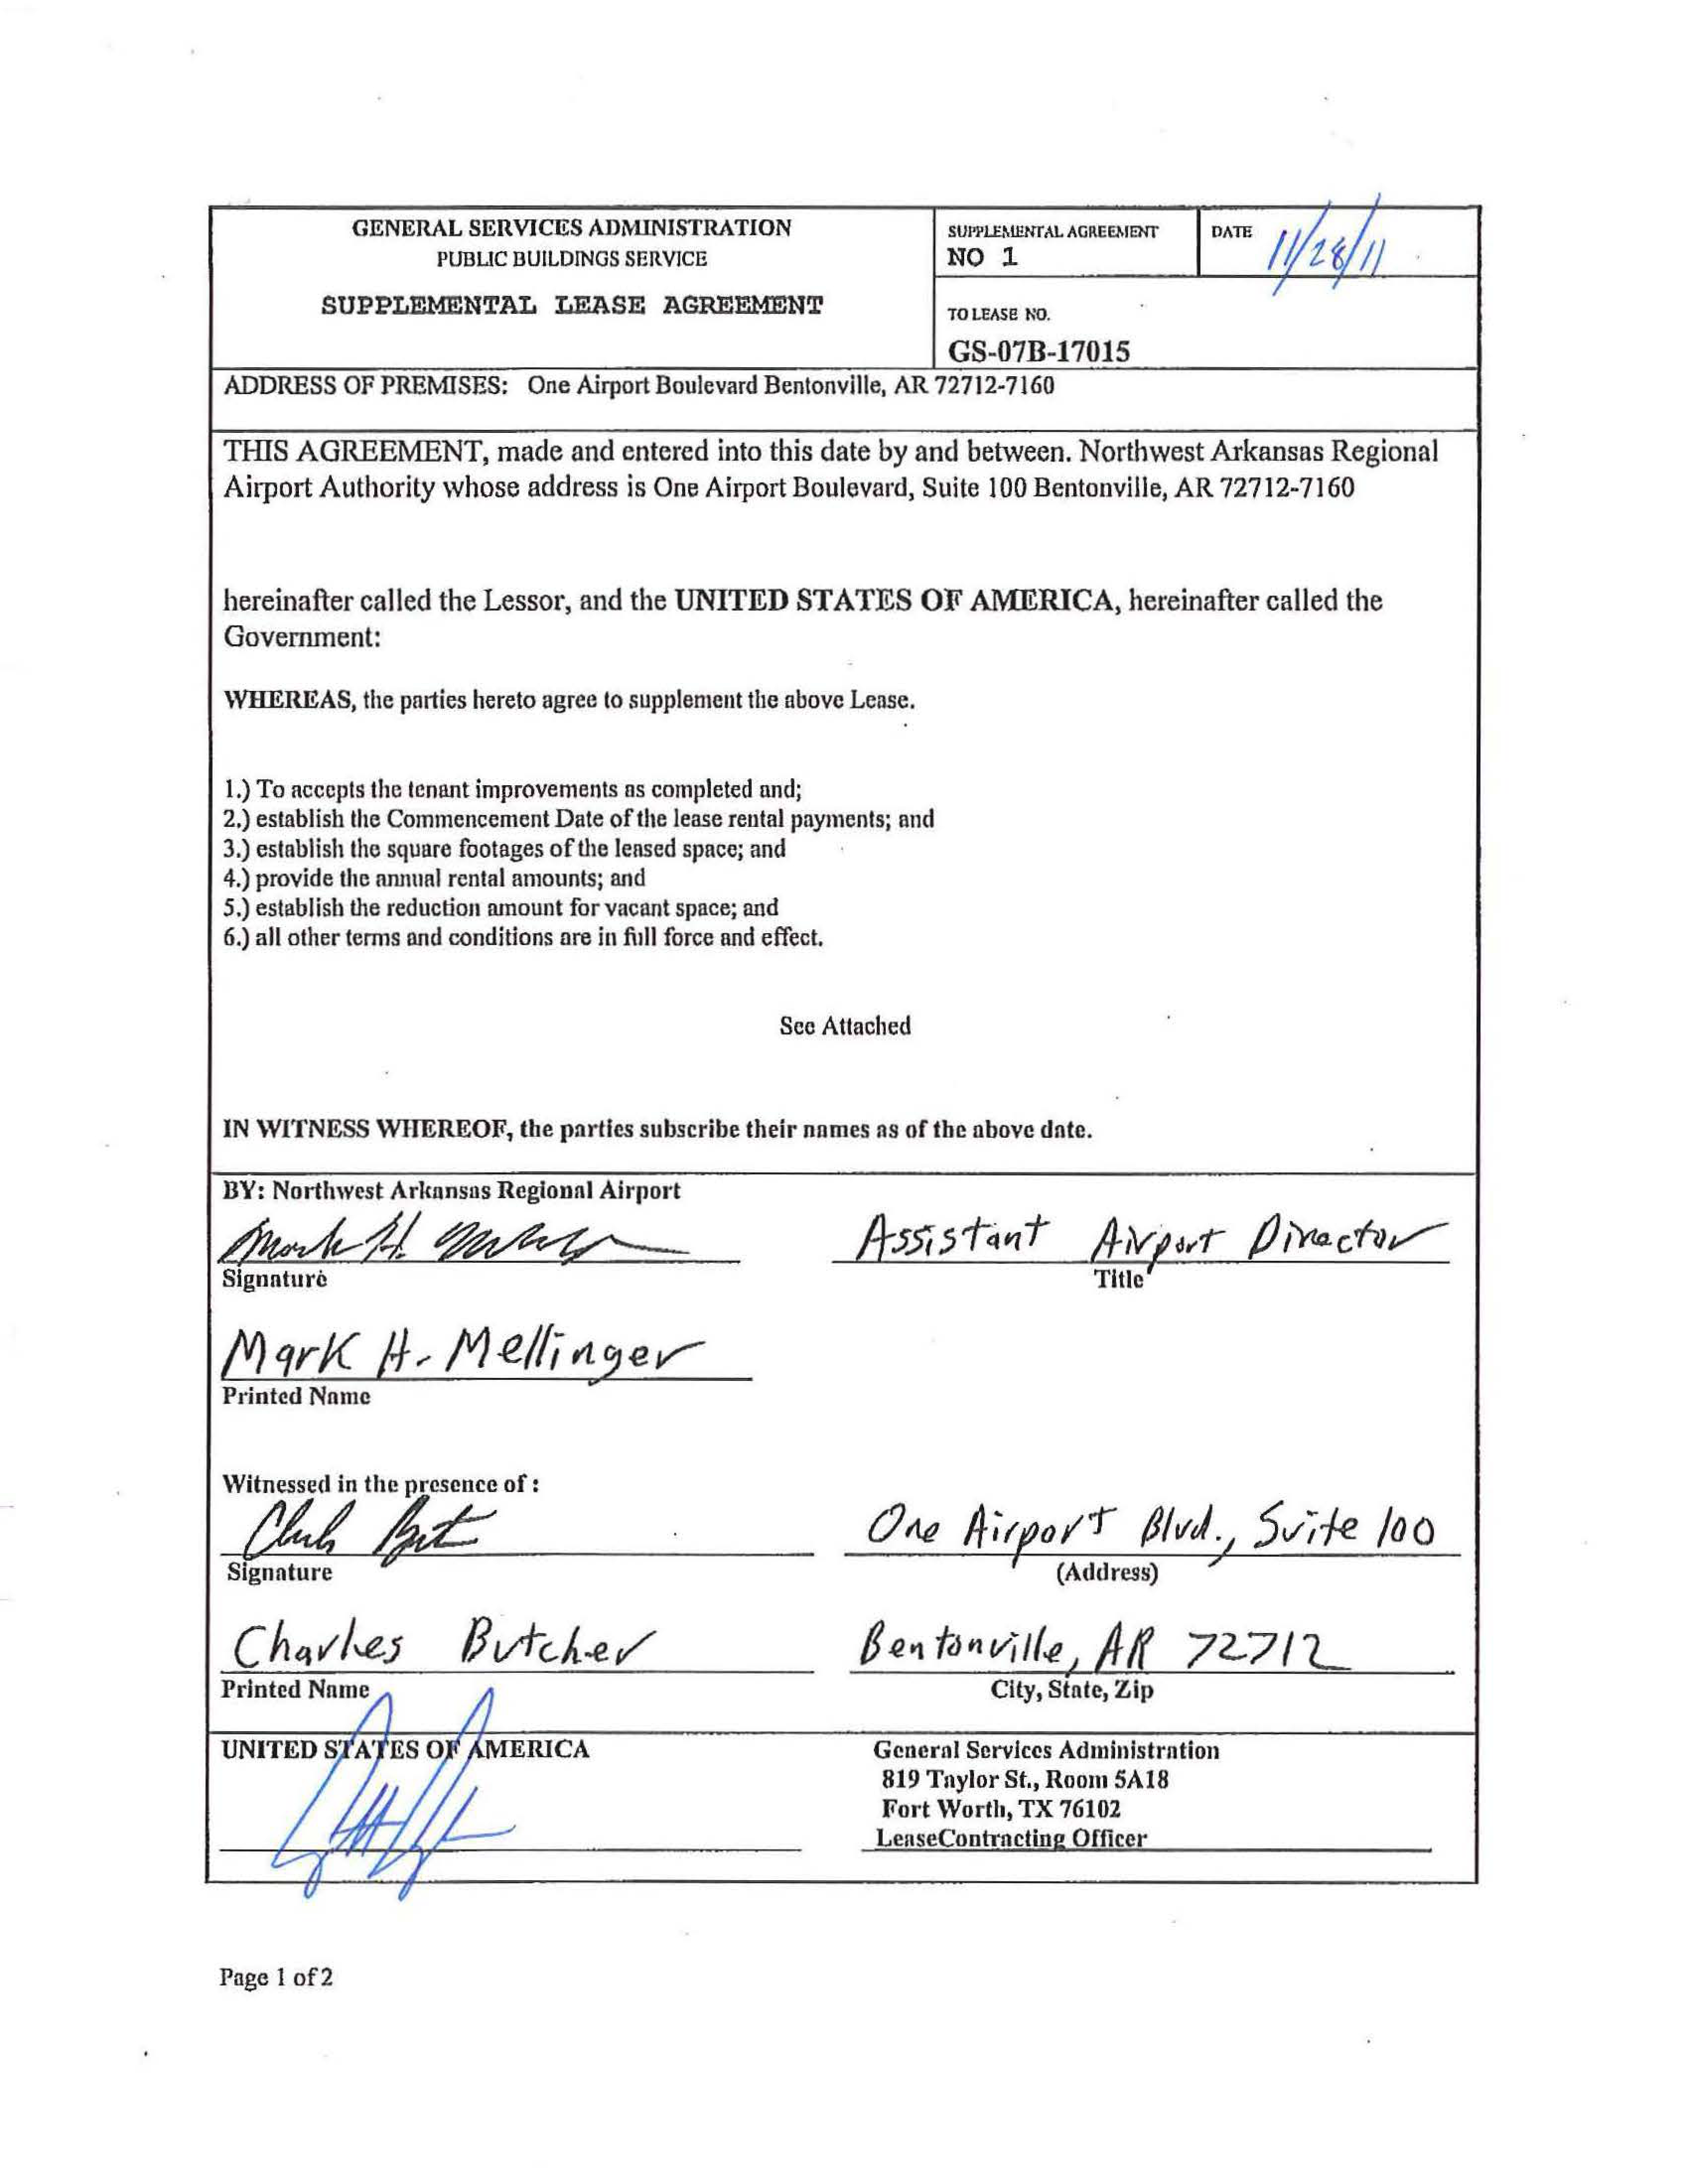 GENERAL SERVICES ADMINISTRATION
PUBLIC BUILDINGS SERVICE
SUPPLEMENTAL LEASE AGREEMENT
SUPPLEMENTAL AGREEMENT
NO 1
DATE 11/28/11
TO LEASE NO.
GS-07B-17015
ADDRESS OF PREMISES: One Airport Boulevard Bentonville, AR 72712-7160
THIS AGREEMENT, made and entered into this date by and between. Northwest Arkansas Regional
Airport Authority whose address is One Airport Boulevard, Suite 100 Bentonville, AR 72712-7160
hereinafter called the Lessor, and the UNITED STATES OF AMERICA, hereinafter called the
Government:
WHEREAS, the parties hereto agree to supplement the above Lease.
1.) To accepts the tenant improvements as completed and;
2.) establish the Commencement Date of the lease rental payments; and
3.) establish the square footages of the leased space; and
4.) provide the annual rental amounts; and
5.) establish the reduction amount for vacant space; and
6.) all other terms and conditions are in full force and effect.
See Attached
IN WITNESS WHEREOF, the parties subscribe their names as of the above date.
BY: Northwest Arkansas Regional Airport
Mark H.
Assistant Airport Director
Signature
Title
Mark H. Mellinger
Printed Name
Witnessed in the presence of :
One Airport Blvd., Suite 100
Signature
(Address)
Charles Butcher
Bentonville, AR 72712
Printed Name
City, State, Zip
UNITED STATES OF AMERICA
General Services Administration
819 Taylor St., Room 5A18
Fort Worth, TX 76102
LeaseContracting Officer
Page 1 of 2